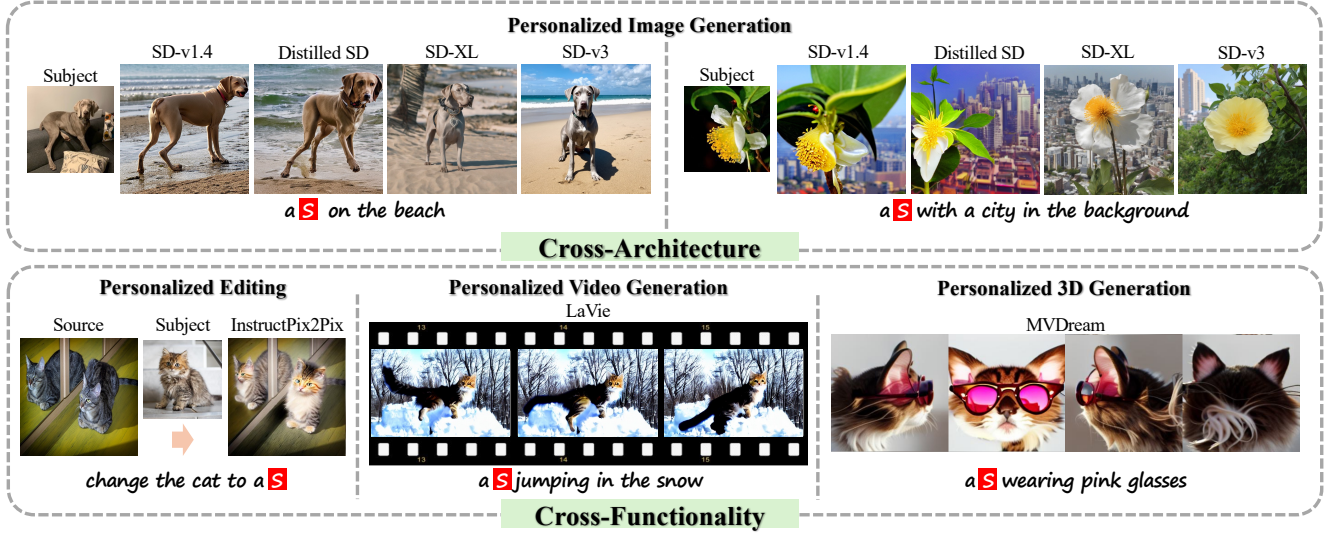 Personalized Image Generation
Subject
SD-v1.4
Distilled SD
SD-XL
SD-v3
a S on the beach
Subject
SD-v1.4
Distilled SD
SD-XL
SD-v3
a S with a city in the background
Cross-Architecture
Personalized Editing
Source
Subject
InstructPix2Pix
change the cat to a S
Personalized Video Generation
LaVie
13
14
15
13
14
15
a S jumping in the snow
Personalized 3D Generation
MVDream
a S wearing pink glasses
Cross-Functionality